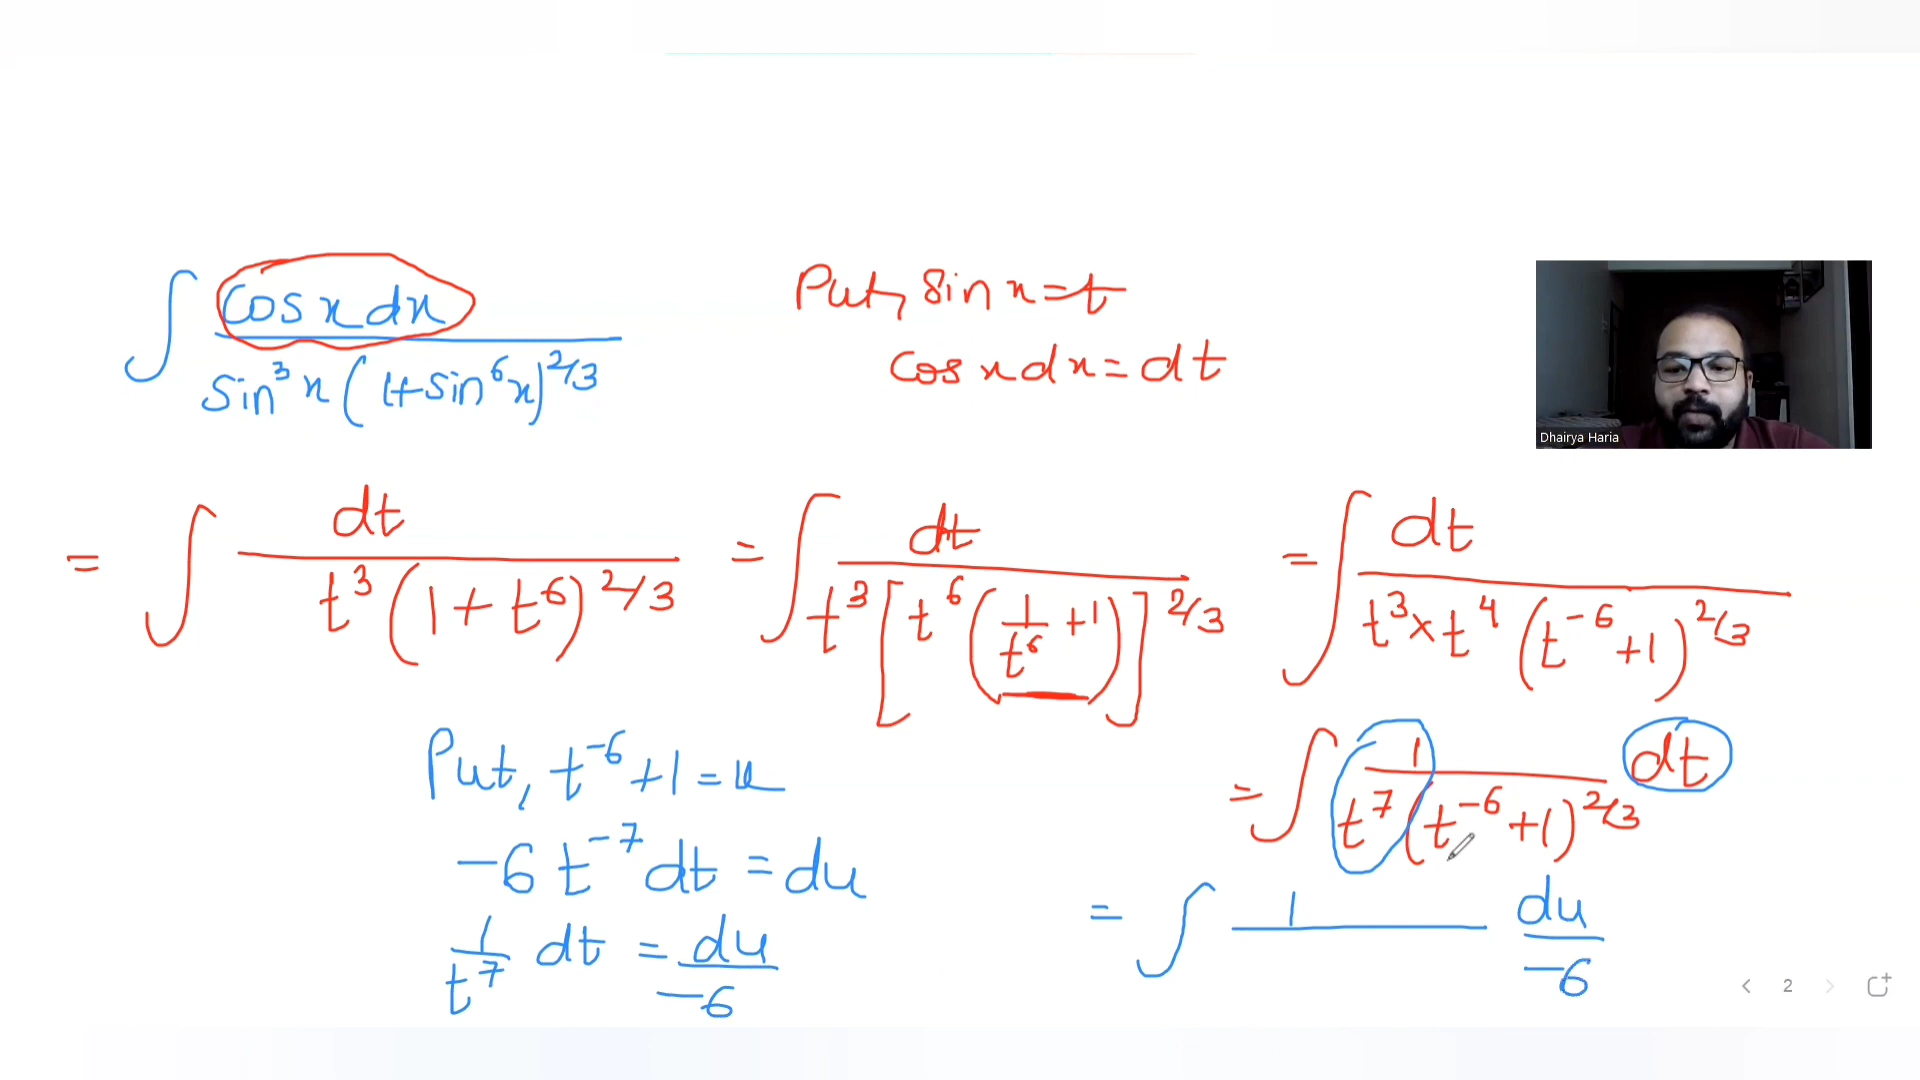 ∫ cos x dx / sin³x (1+sin⁶x)^2/3
Put, sin x = t
cos x dx = dt
Dhairya Haria
= ∫ dt / t³ (1 + t⁶)^2/3 = ∫ dt / t³ [t⁶ (1/t⁶ + 1)]^2/3 = ∫ dt / t³ × t⁴ (t⁻⁶ + 1)^2/3
Put, t⁻⁶ + 1 = u
= ∫ 1 / t⁷ (t⁻⁶ + 1)^2/3 dt
-6 t⁻⁷ dt = du
1/t⁷ dt = du/-6
= ∫ 1/ du/-6
2